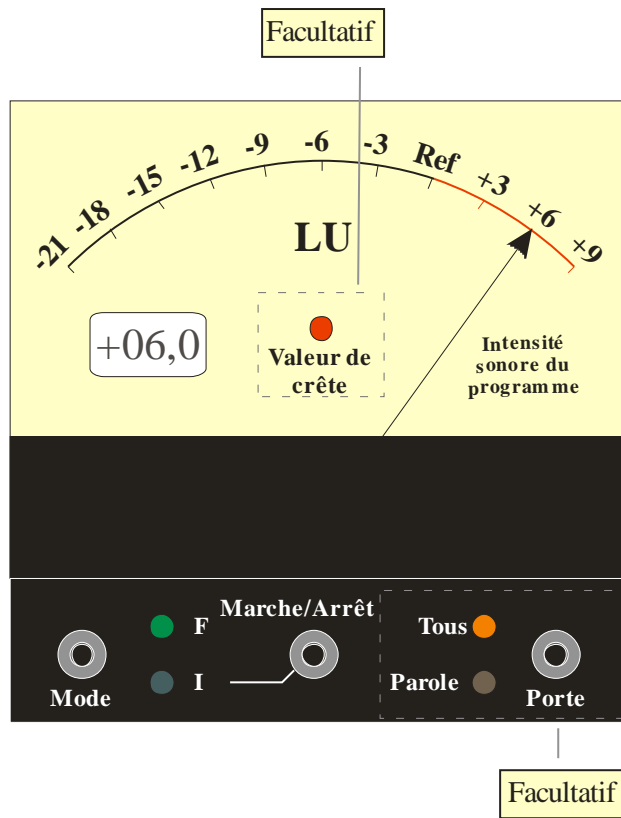 Facultatif
-21 -18 -15 -12 -9 -6 -3 Ref +3 +6 +9
LU
+06,0
Valeur de
crête
Intensité
sonore du
programme
Marche/Arrêt
F
I
Mode
Tous
Parole
Porte
Facultatif